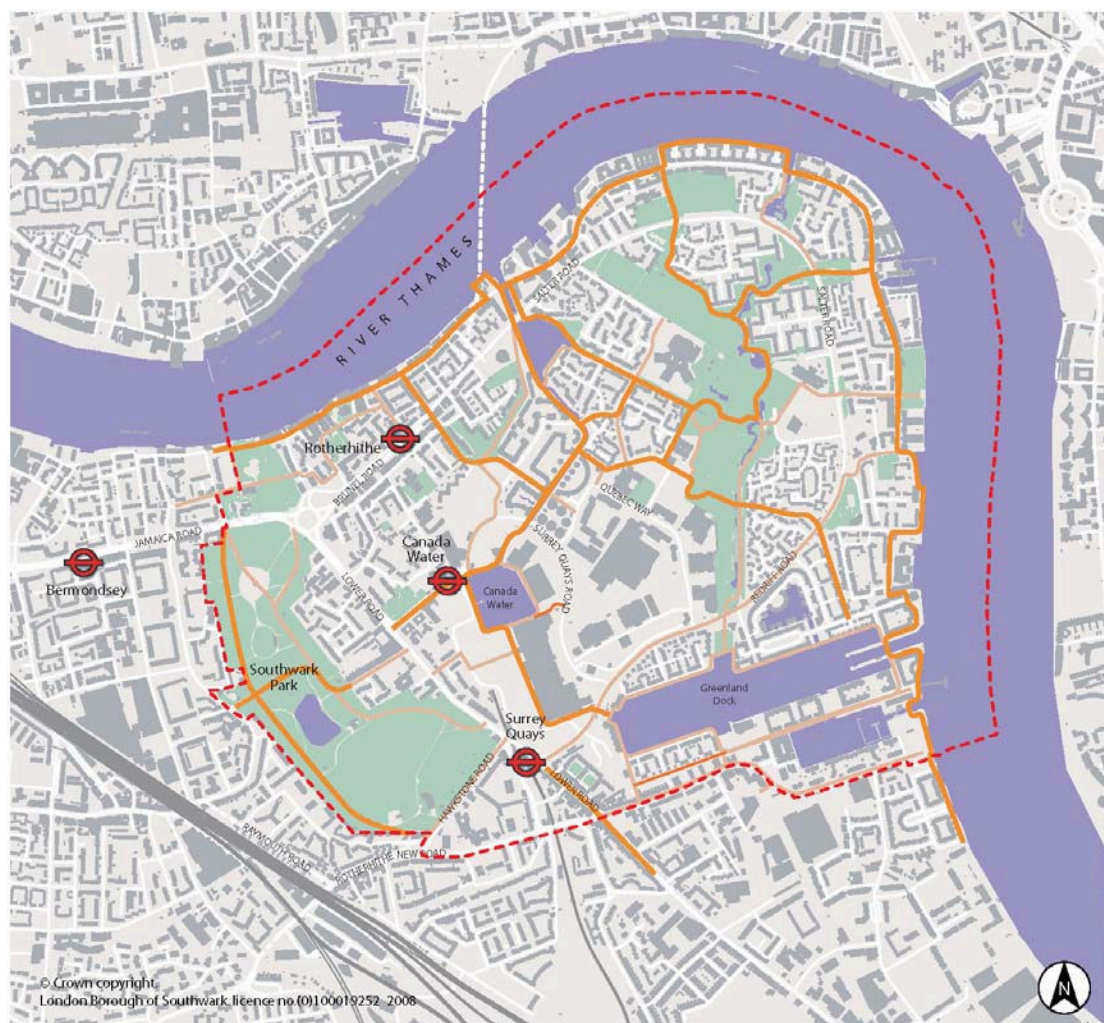 RIVER THAMES
SALTER ROAD
SALTER ROAD
Rotherhithe
BRUNEL ROAD
QUEBEC WAY
JAMAICA ROAD
Canada
Water
SURREY QUAYS ROAD
Bermondsey
LOWER ROAD
Canada
Water
REDRIFF ROAD
Southwark
Park
Greenland
Dock
Surrey
Quays
HAWKSTONE ROAD
LOWER ROAD
RAYMOUTH ROAD
ROTHERHITHE NEW ROAD
© Crown copyright.
London Borough of Southwark. licence no.(0)100019252 2008
N